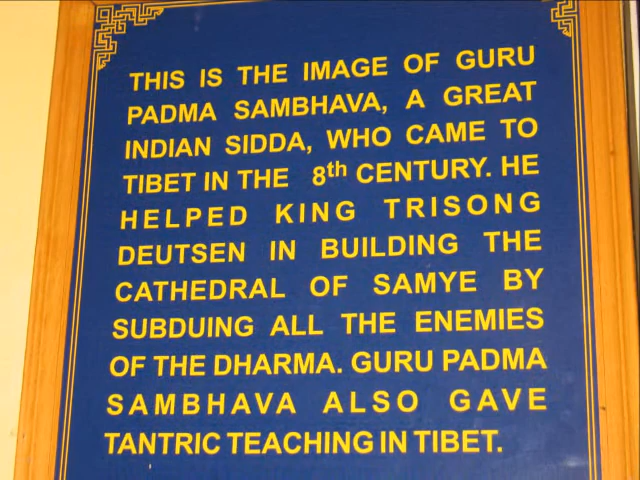 THIS IS THE IMAGE OF GURU
PADMA SAMBHAVA, A GREAT
INDIAN SIDDA, WHO CAME TO
TIBET IN THE 8th CENTURY. HE
HELPED KING TRISONG
DEUTSEN IN BUILDING THE
CATHEDRAL OF SAMYE BY
SUBDUING ALL THE ENEMIES
OF THE DHARMA. GURU PADMA
SAMBHAVA ALSO GAVE
TANTRIC TEACHING IN TIBET.